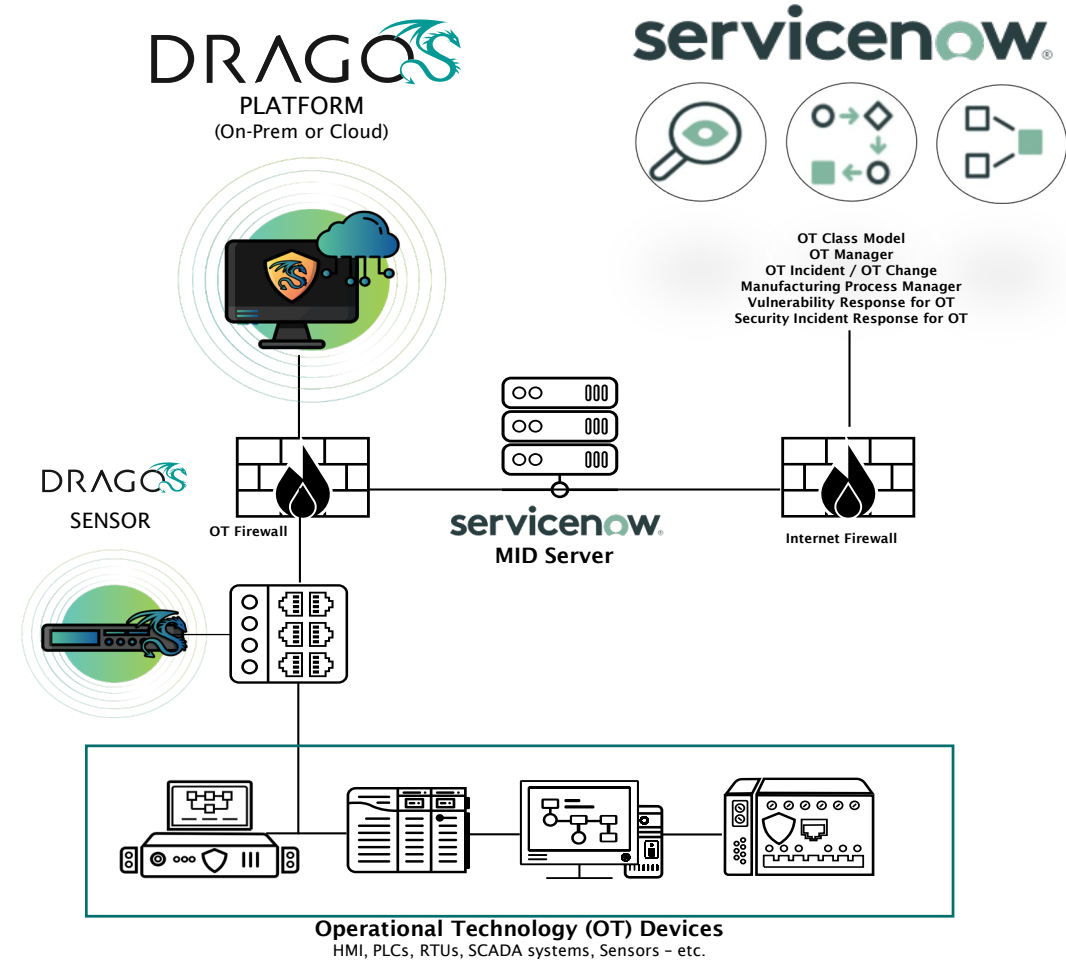 DRAGOS
PLATFORM
(On-Prem or Cloud)
servicenow®
OT Class Model
OT Manager
OT Incident / OT Change
Manufacturing Process Manager
Vulnerability Response for OT
Security Incident Response for OT
DRAGOS
SENSOR
OT Firewall
servicenow®
MID Server
Internet Firewall
Operational Technology (OT) Devices
HMI, PLCs, RTUs, SCADA systems, Sensors – etc.